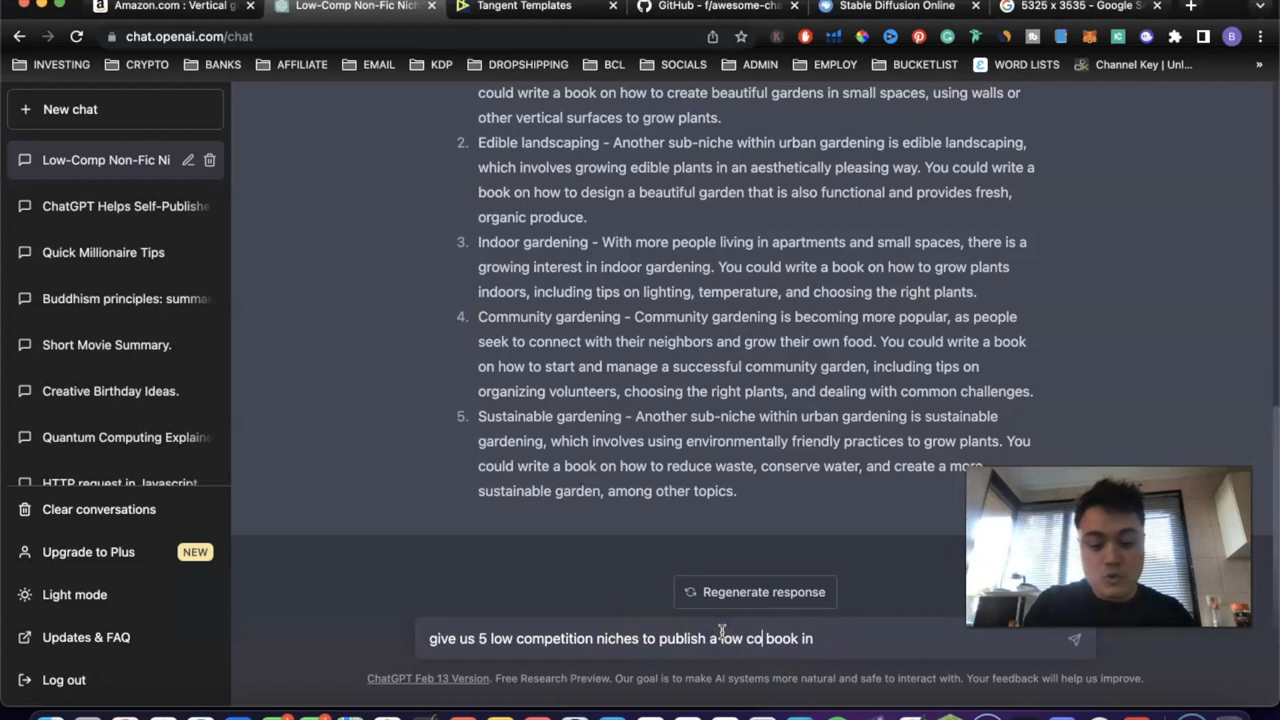 Amazon.com : Vertical g
Low-Comp Non-Fic Nich
Tangent Templates
GitHub - f/awesome-cha
Stable Diffusion Online
5325 x 3535 - Google S
chat.openai.com/chat
INVESTING CRYPTO BANKS AFFILIATE EMAIL KDP DROPSHIPPING BCL SOCIALS ADMIN EMPLOY BUCKETLIST WORD LISTS Channel Key | Unl...
New chat
Low-Comp Non-Fic Ni
ChatGPT Helps Self-Publishe
Quick Millionaire Tips
Buddhism principles: summar
Short Movie Summary.
Creative Birthday Ideas.
Quantum Computing Explaine
HTTP request in Javascript
Clear conversations
Upgrade to Plus NEW
Light mode
Updates & FAQ
Log out
could write a book on how to create beautiful gardens in small spaces, using walls or
other vertical surfaces to grow plants.
2. Edible landscaping - Another sub-niche within urban gardening is edible landscaping,
which involves growing edible plants in an aesthetically pleasing way. You could write a
book on how to design a beautiful garden that is also functional and provides fresh,
organic produce.
3. Indoor gardening - With more people living in apartments and small spaces, there is a
growing interest in indoor gardening. You could write a book on how to grow plants
indoors, including tips on lighting, temperature, and choosing the right plants.
4. Community gardening - Community gardening is becoming more popular, as people
seek to connect with their neighbors and grow their own food. You could write a book
on how to start and manage a successful community garden, including tips on
organizing volunteers, choosing the right plants, and dealing with common challenges.
5. Sustainable gardening - Another sub-niche within urban gardening is sustainable
gardening, which involves using environmentally friendly practices to grow plants. You
could write a book on how to reduce waste, conserve water, and create a more
sustainable garden, among other topics.
Regenerate response
give us 5 low competition niches to publish a low co book in
ChatGPT Feb 13 Version. Free Research Preview. Our goal is to make AI systems more natural and safe to interact with. Your feedback will help us improve.